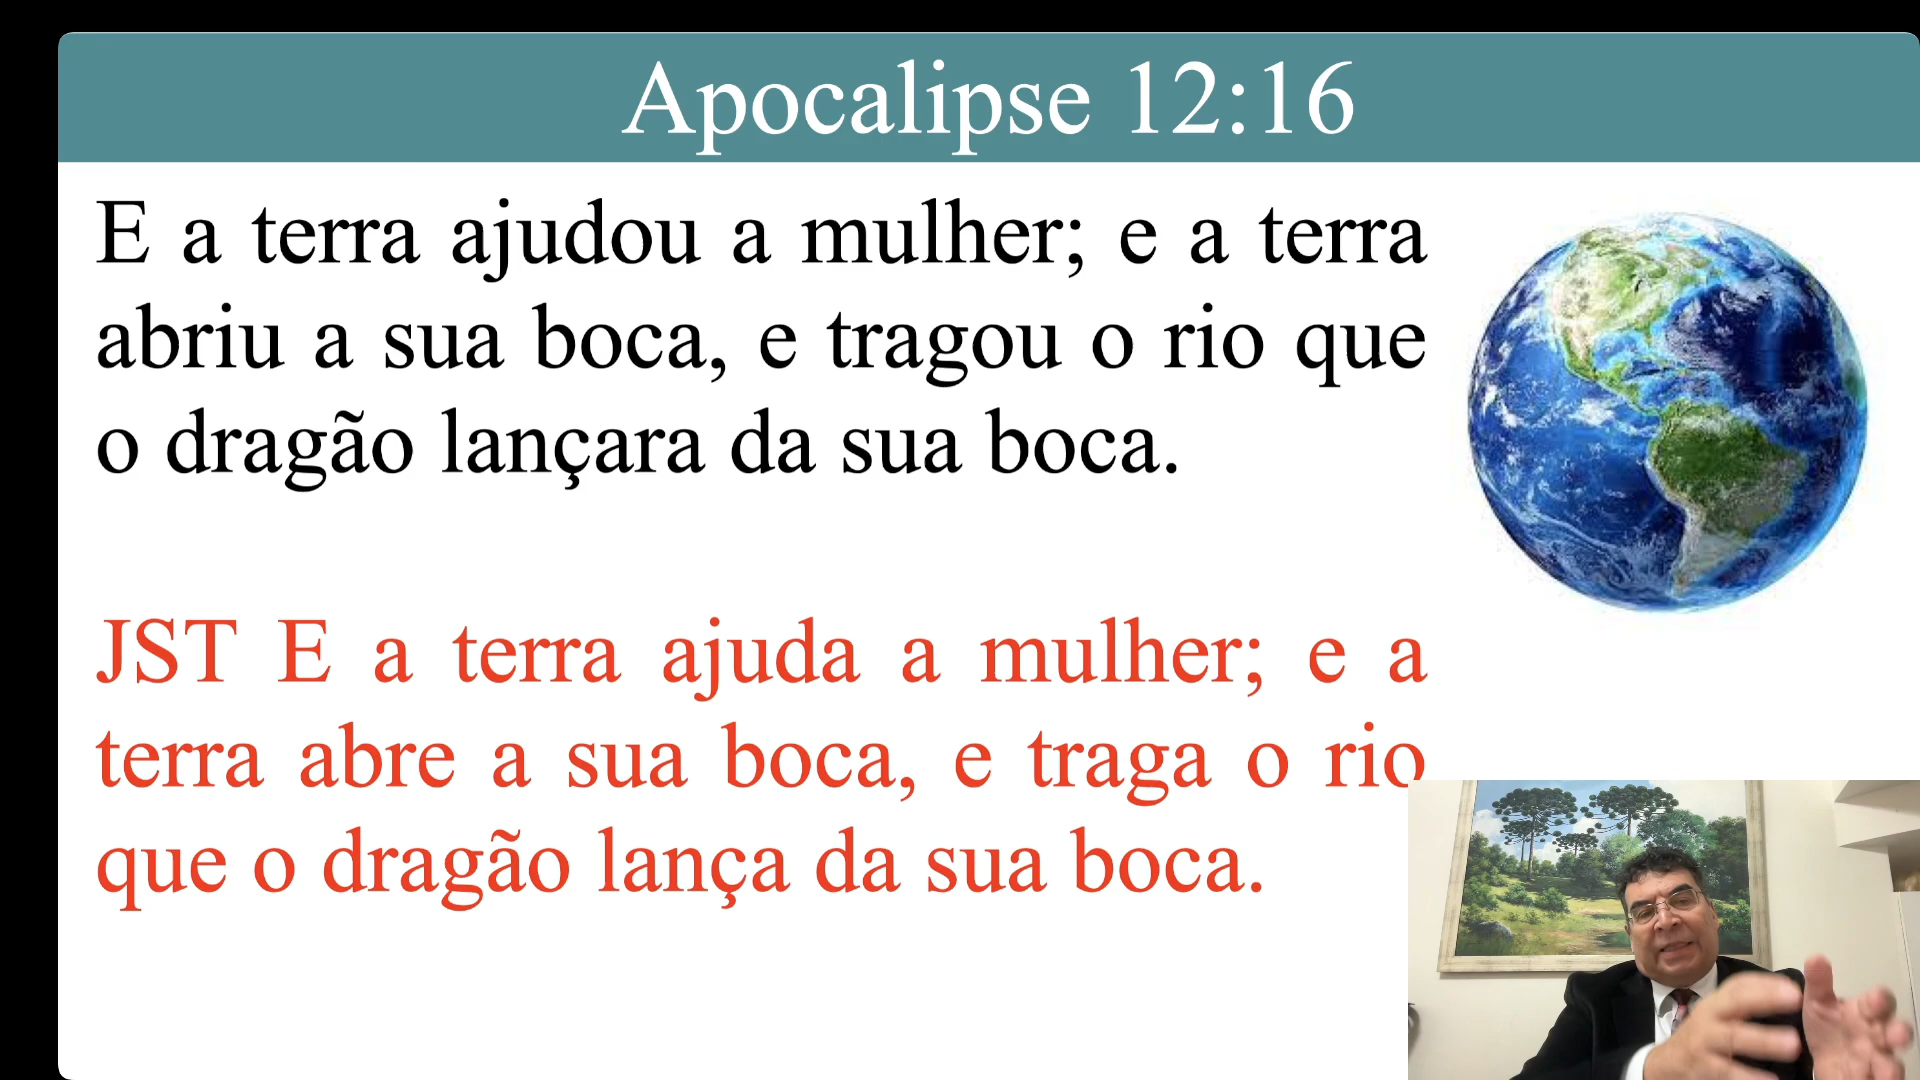 Apocalipse 12:16
E a terra ajudou a mulher; e a terra
abriu a sua boca, e tragou o rio que
o dragão lançara da sua boca.
JST E a terra ajuda a mulher; e a
terra abre a sua boca, e traga o rio
que o dragão lança da sua boca.